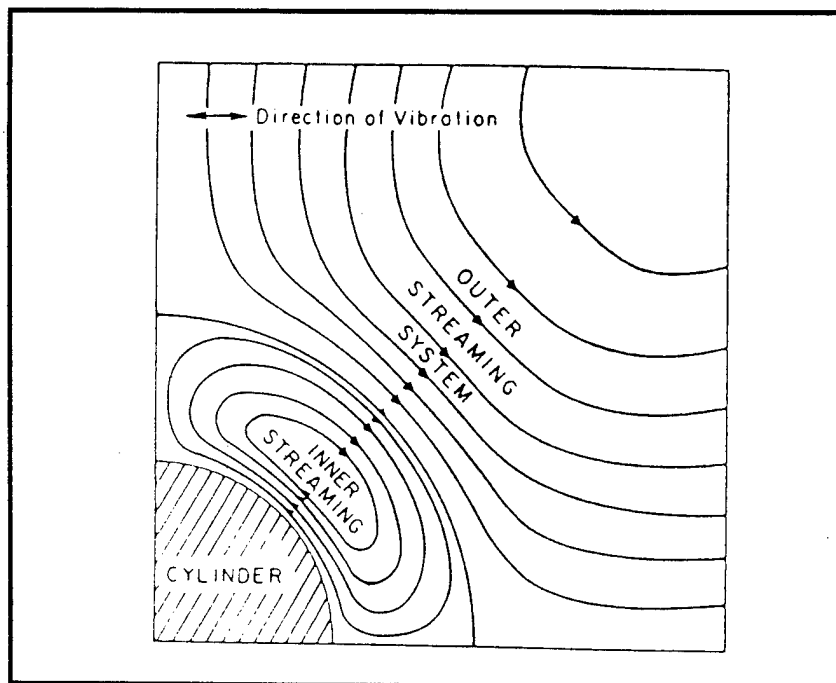 Direction of Vibration
OUTER
STREAMING
SYSTEM
INNER
STREAMING
CYLINDER